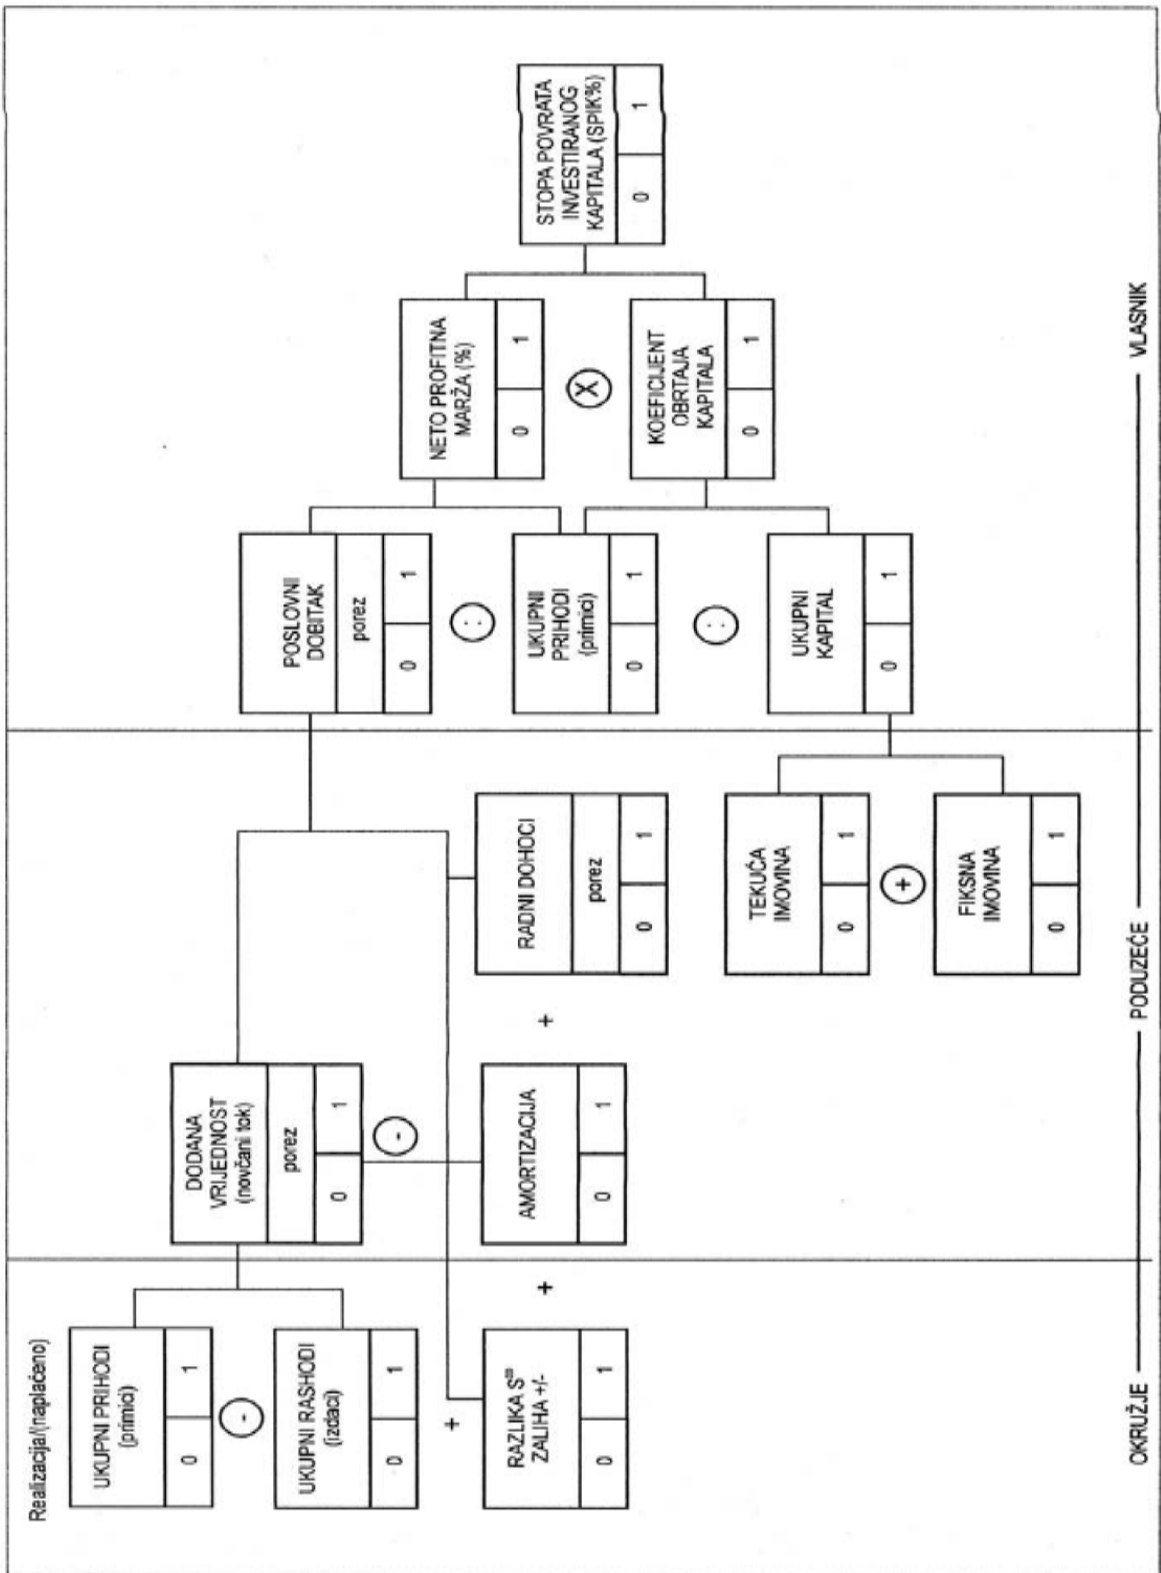 Realizacija/(naplaćeno)
UKUPNI PRIHODI
(primici)
0 1
-
UKUPNI RASHODI
(izdaci)
0 1
+
RAZLIKA Sᵈᵒ
ZALIHA +/-
0 1
+
DODANA
VRIJEDNOST
(novčani tok)
porez
0 1
-
AMORTIZACIJA
0 1
+
RADNI DOHOCI
porez
0 1
TEKUĆA
IMOVINA
0 1
+
FIKSNA
IMOVINA
0 1
POSLOVNI
DOBITAK
porez
0 1
:
UKUPNI
PRIHODI
(primici)
0 1
:
UKUPNI
KAPITAL
0 1
NETO PROFITNA
MARŽA (%)
0 1
X
KOEFICIJENT
OBRTAJA
KAPITALA
0 1
STOPA POVRATA
INVESTIRANOG
KAPITALA (SPIK%)
0 1
OKRUŽJE PODUZEĆE VLASNIK